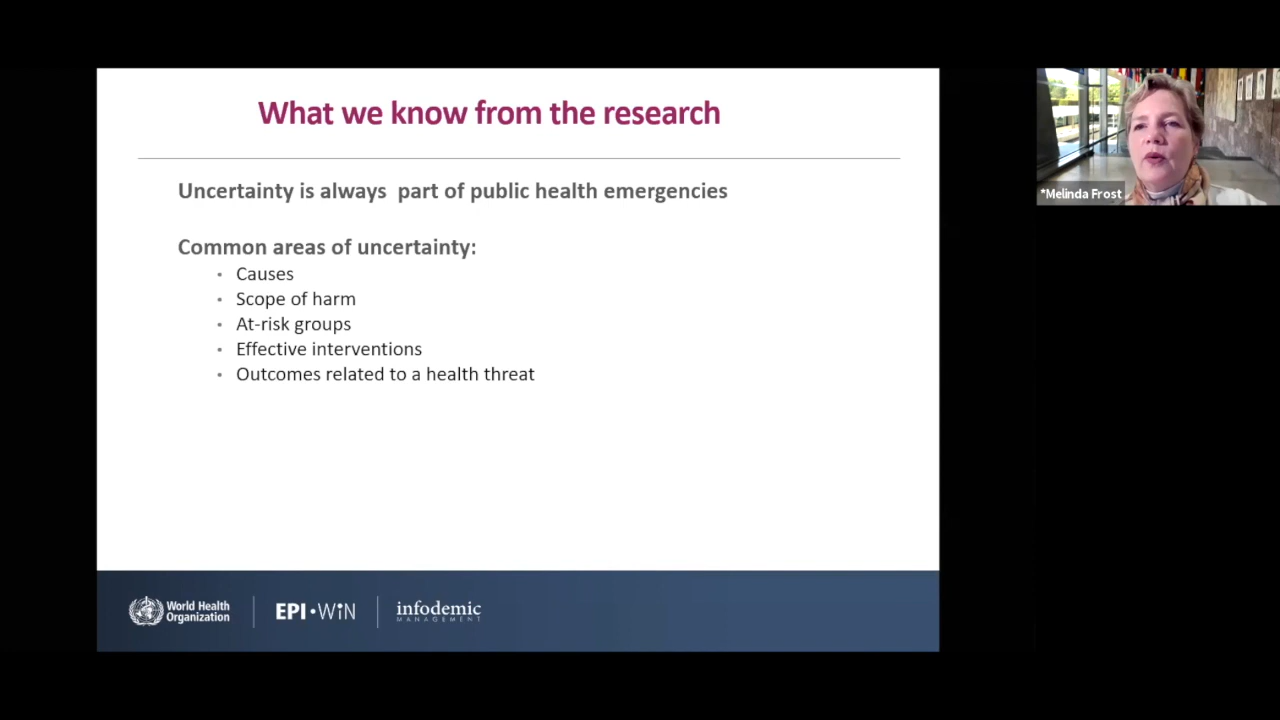 What we know from the research
Uncertainty is always  part of public health emergencies
Common areas of uncertainty:
• Causes
• Scope of harm
• At-risk groups
• Effective interventions
• Outcomes related to a health threat
World Health
Organization
EPI•WiN
infodemic
MANAGEMENT
*Melinda Frost